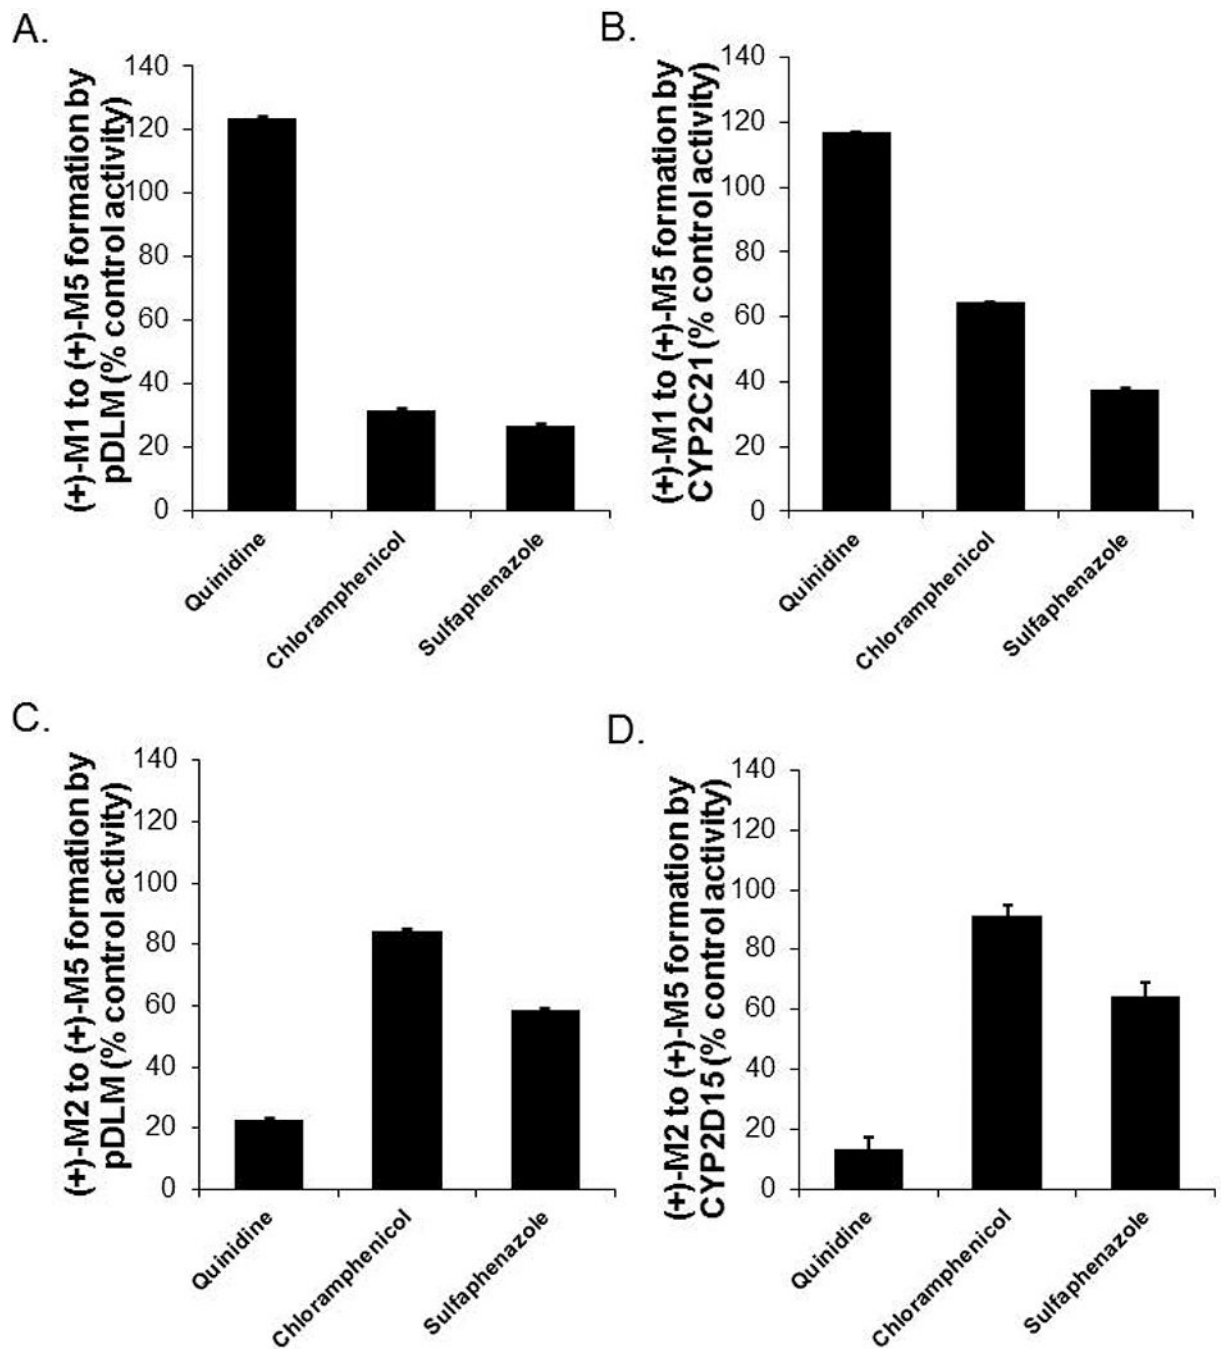 A.
(+)-M1 to (+)-M5 formation by
pDLM (% control activity)
140
120
100
80
60
40
20
0
Quinidine
Chloramphenicol
Sulfaphenazole
B.
(+)-M1 to (+)-M5 formation by
CYP2C21 (% control activity)
140
120
100
80
60
40
20
0
Quinidine
Chloramphenicol
Sulfaphenazole
C.
(+)-M2 to (+)-M5 formation by
pDLM (% control activity)
140
120
100
80
60
40
20
0
Quinidine
Chloramphenicol
Sulfaphenazole
D.
(+)-M2 to (+)-M5 formation by
CYP2D15 (% control activity)
140
120
100
80
60
40
20
0
Quinidine
Chloramphenicol
Sulfaphenazole